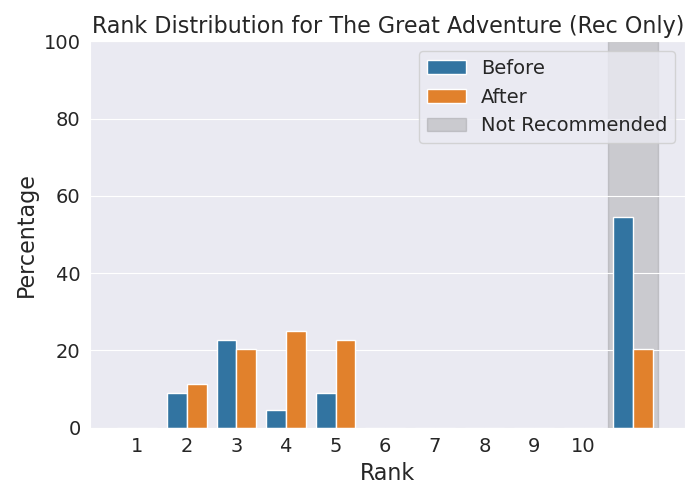 Rank Distribution for The Great Adventure (Rec Only)
Before
After
Not Recommended
Percentage
100
80
60
40
20
0
1 2 3 4 5 6 7 8 9 10
Rank